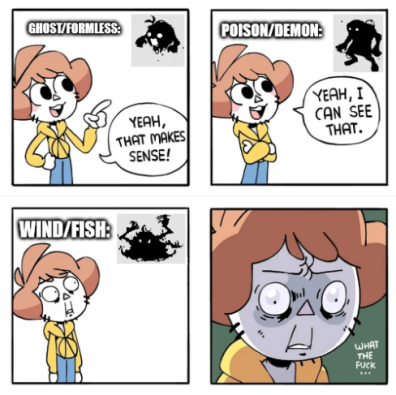 GHOST/FORMLESS:
YEAH,
THAT MAKES
SENSE!
POISON/DEMON:
YEAH, I
CAN SEE
THAT.
WIND/FISH:
WHAT
THE
FUCK
...